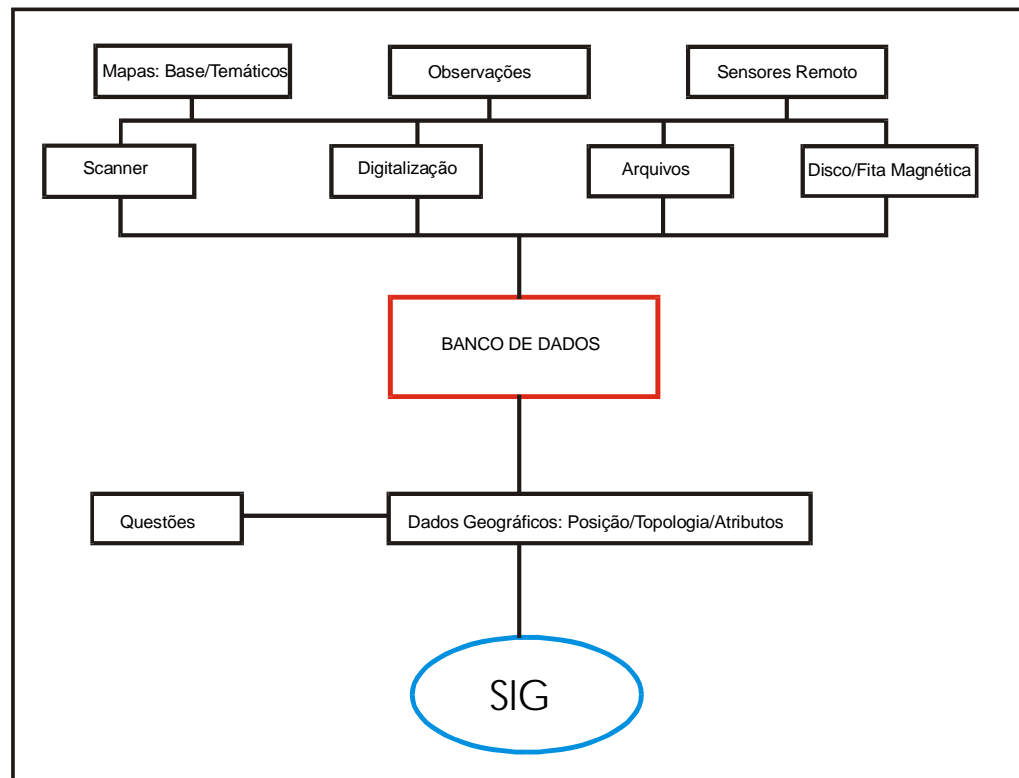 Mapas: Base/Temáticos
Observações
Sensores Remoto
Scanner
Digitalização
Arquivos
Disco/Fita Magnética
BANCO DE DADOS
Questões
Dados Geográficos: Posição/Topologia/Atributos
SIG